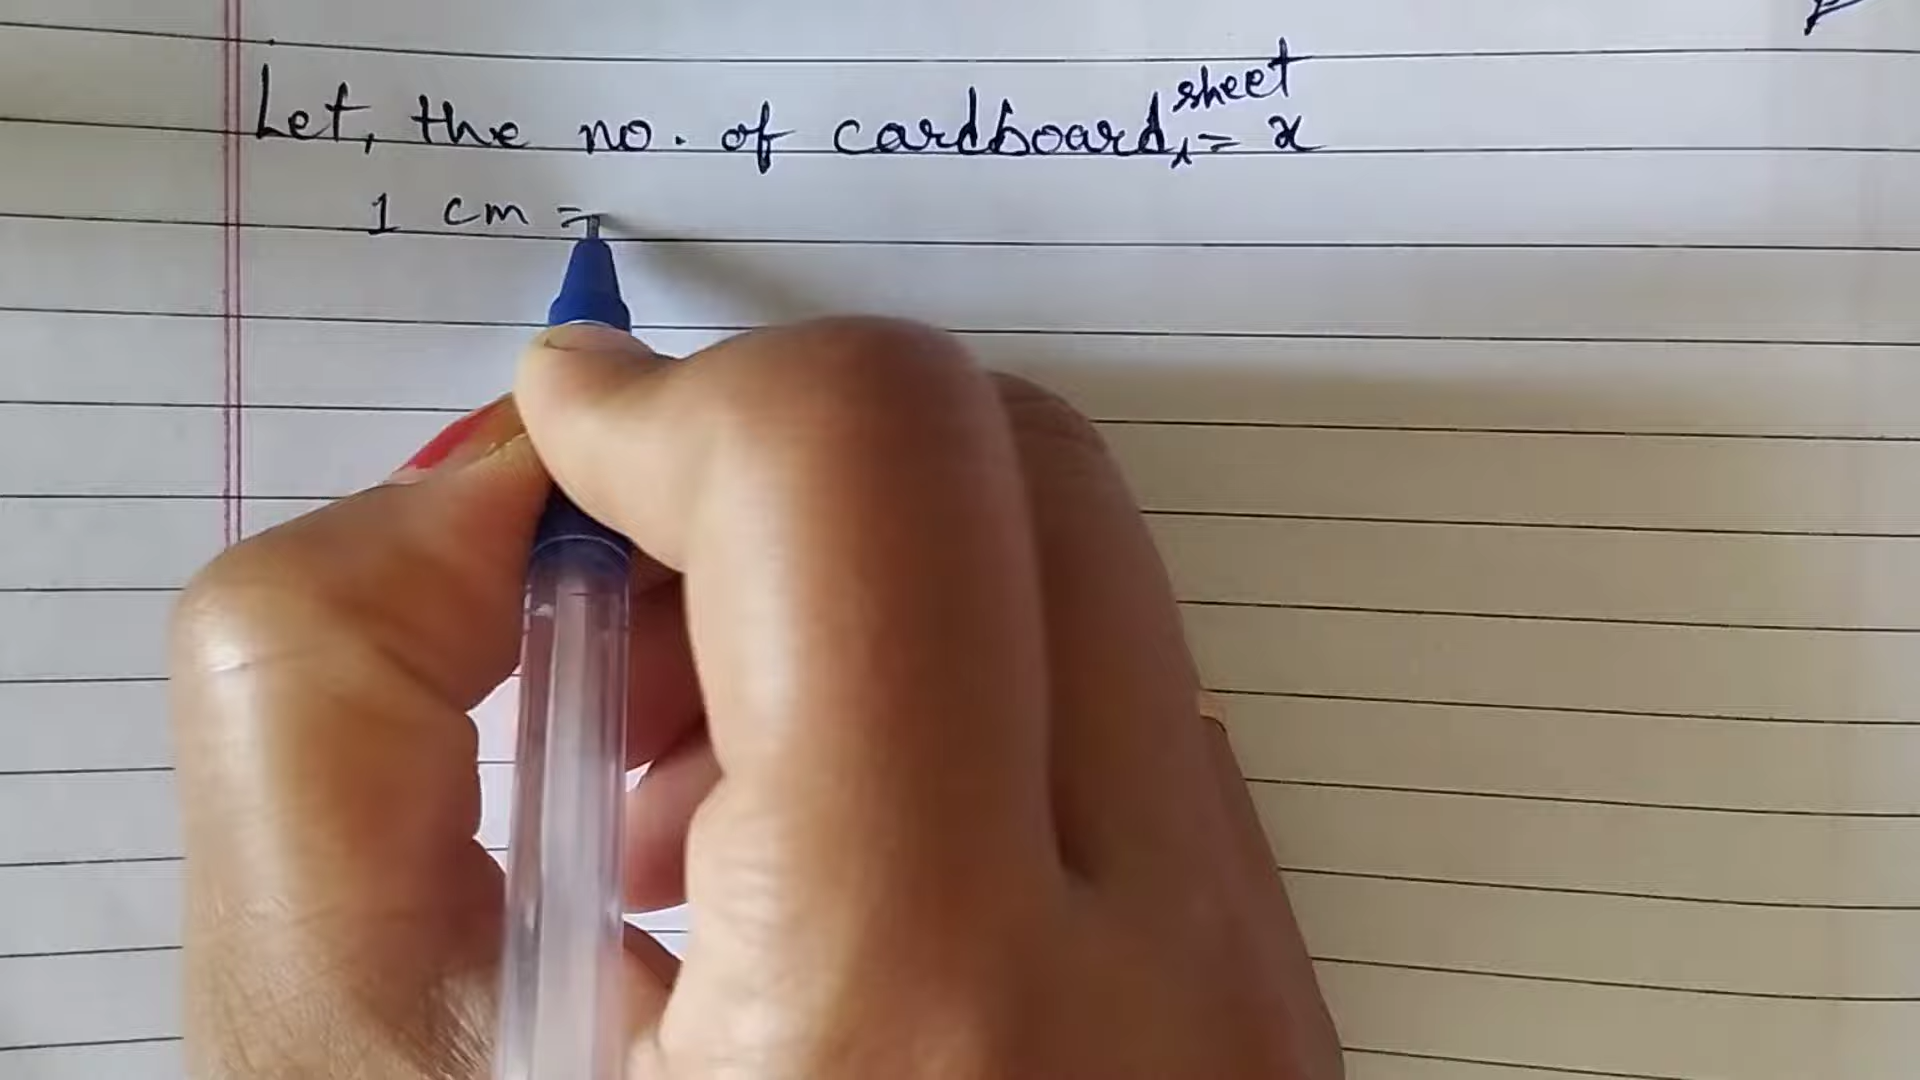 Let, the no. of cardboard sheet = x
1 cm =